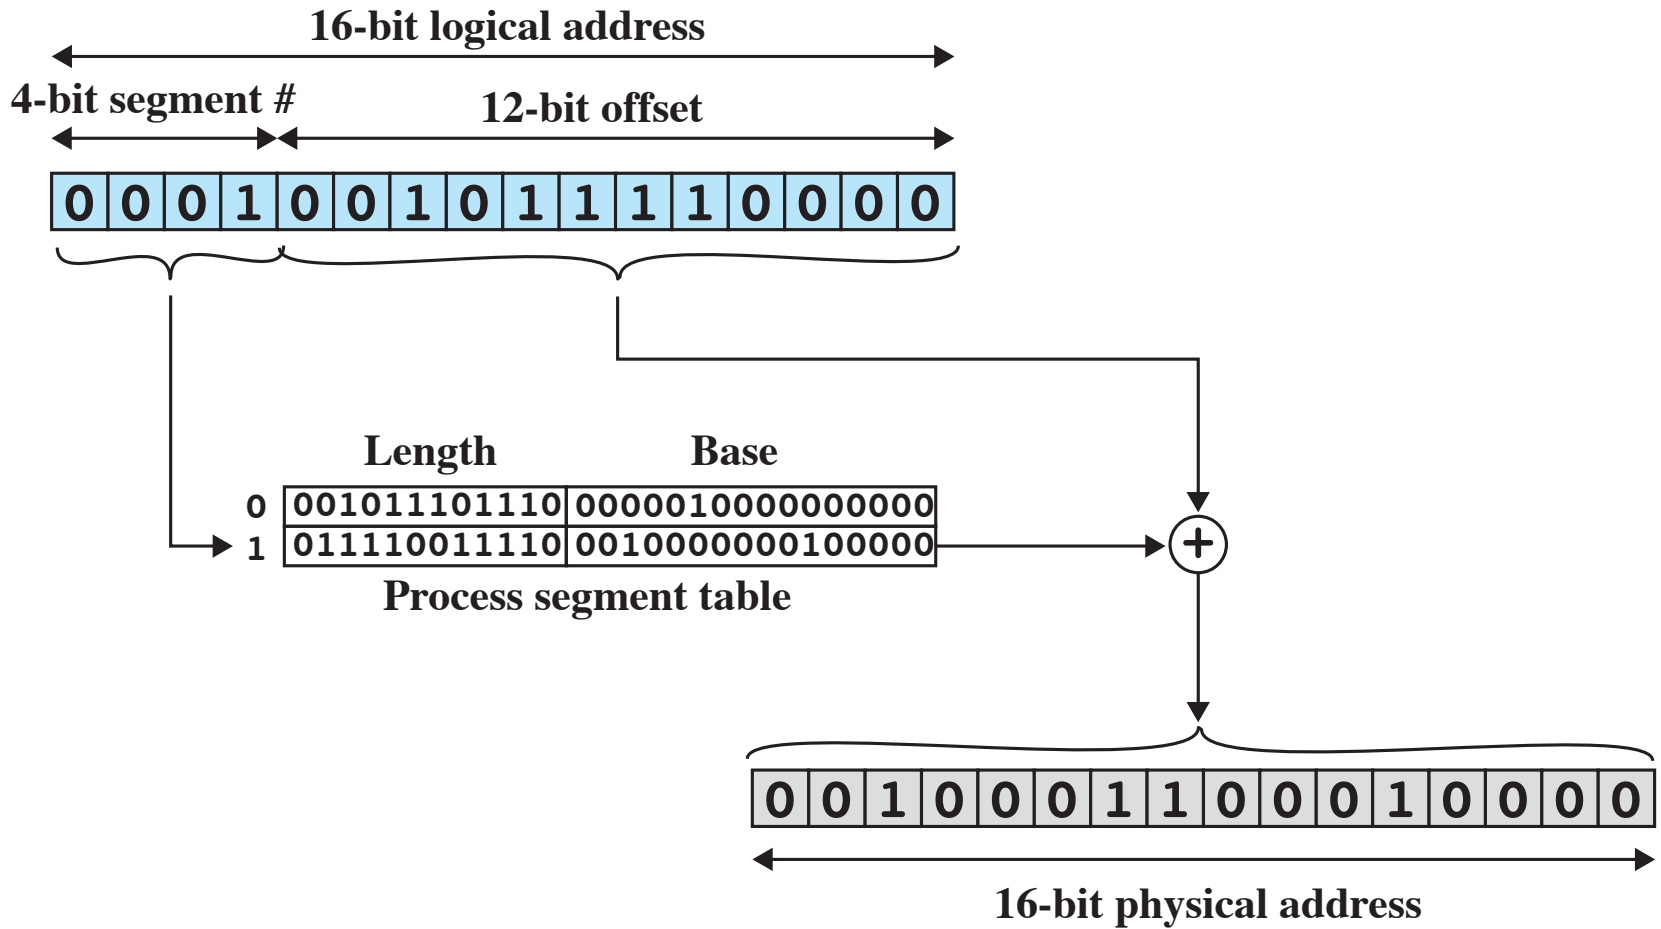 16-bit logical address
4-bit segment #
12-bit offset
0 0 0 1 0 0 1 0 1 1 1 1 0 0 0 0
Length Base
0 001011101110 0000010000000000
1 011110011110 0010000000100000
+
Process segment table
0 0 1 0 0 0 1 1 0 0 0 1 0 0 0 0
16-bit physical address